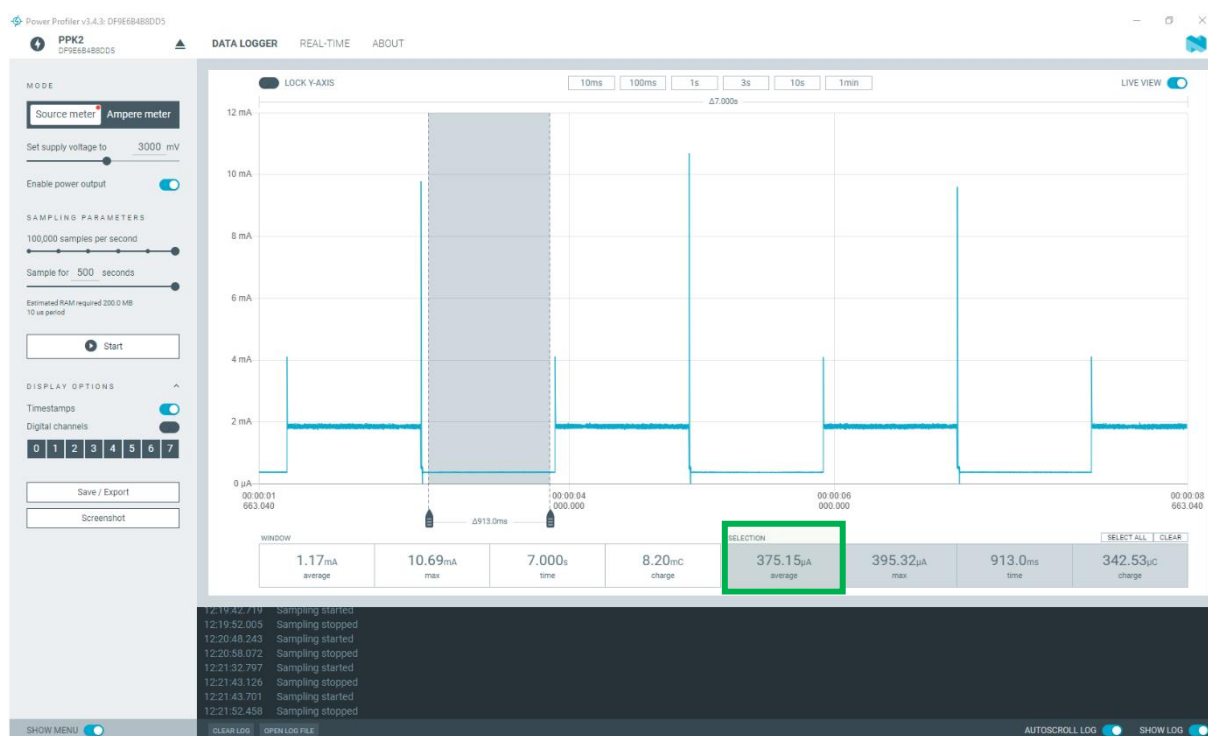 Power Profiler v3.4.3: DF9E6B4B8DD5
PPK2
DF9E6B4B8DD5
DATA LOGGER REAL-TIME ABOUT
MODE
Source meter Ampere meter
Set supply voltage to 3000 mV
Enable power output
SAMPLING PARAMETERS
100,000 samples per second
Sample for 500 seconds
Estimated RAM required 200.0 MB
10 us period
Start
DISPLAY OPTIONS
Timestamps
Digital channels
0 1 2 3 4 5 6 7
Save / Export
Screenshot
SHOW MENU
LOCK Y-AXIS 10ms 100ms 1s 3s 10s 1min LIVE VIEW
Δ7.000s
12 mA
10 mA
8 mA
6 mA
4 mA
2 mA
0 µA
00:00:01 00:00:04 00:00:06 00:00:08
663.040 000.000 000.000 663.040
Δ913.0ms
WINDOW SELECTION SELECT ALL CLEAR
1.17mA 10.69mA 7.000s 8.20mC 375.15µA 395.32µA 913.0ms 342.53µC
average max time charge average max time charge
12:19:42.719 Sampling started
12:19:52.005 Sampling stopped
12:20:48.243 Sampling started
12:20:58.072 Sampling stopped
12:21:32.797 Sampling started
12:21:43.126 Sampling stopped
12:21:43.701 Sampling started
12:21:52.458 Sampling stopped
CLEAR LOG OPEN LOG FILE AUTOSCROLL LOG SHOW LOG